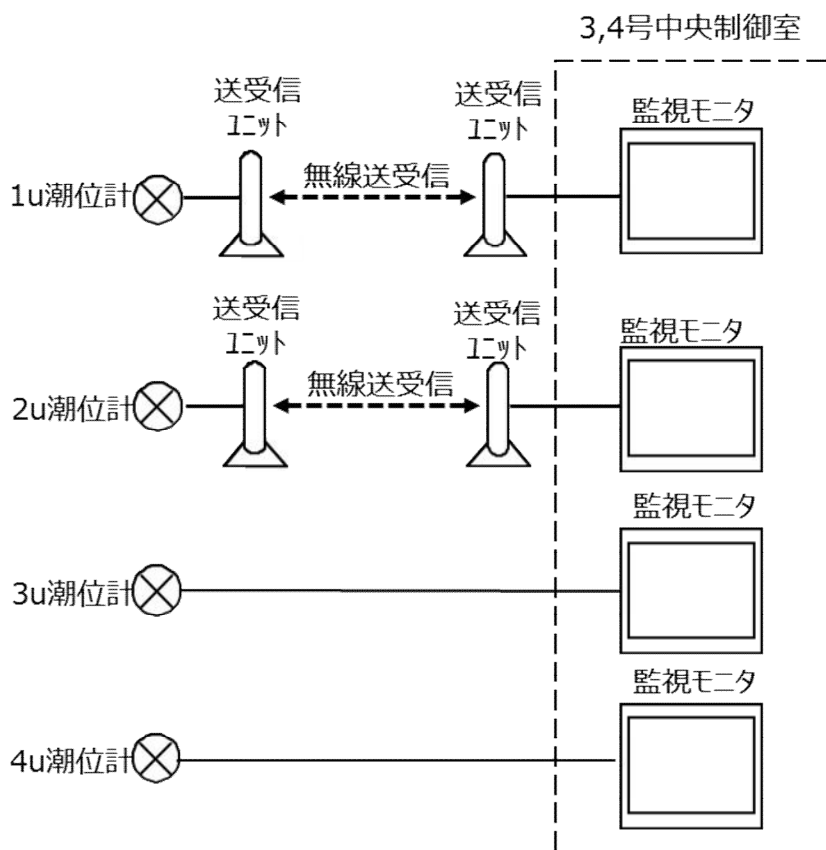 3,4号中央制御室
送受信
ﾕﾆｯﾄ
送受信
ﾕﾆｯﾄ
監視モニタ
1u潮位計
無線送受信
送受信
ﾕﾆｯﾄ
送受信
ﾕﾆｯﾄ
監視モニタ
2u潮位計
無線送受信
監視モニタ
3u潮位計
監視モニタ
4u潮位計